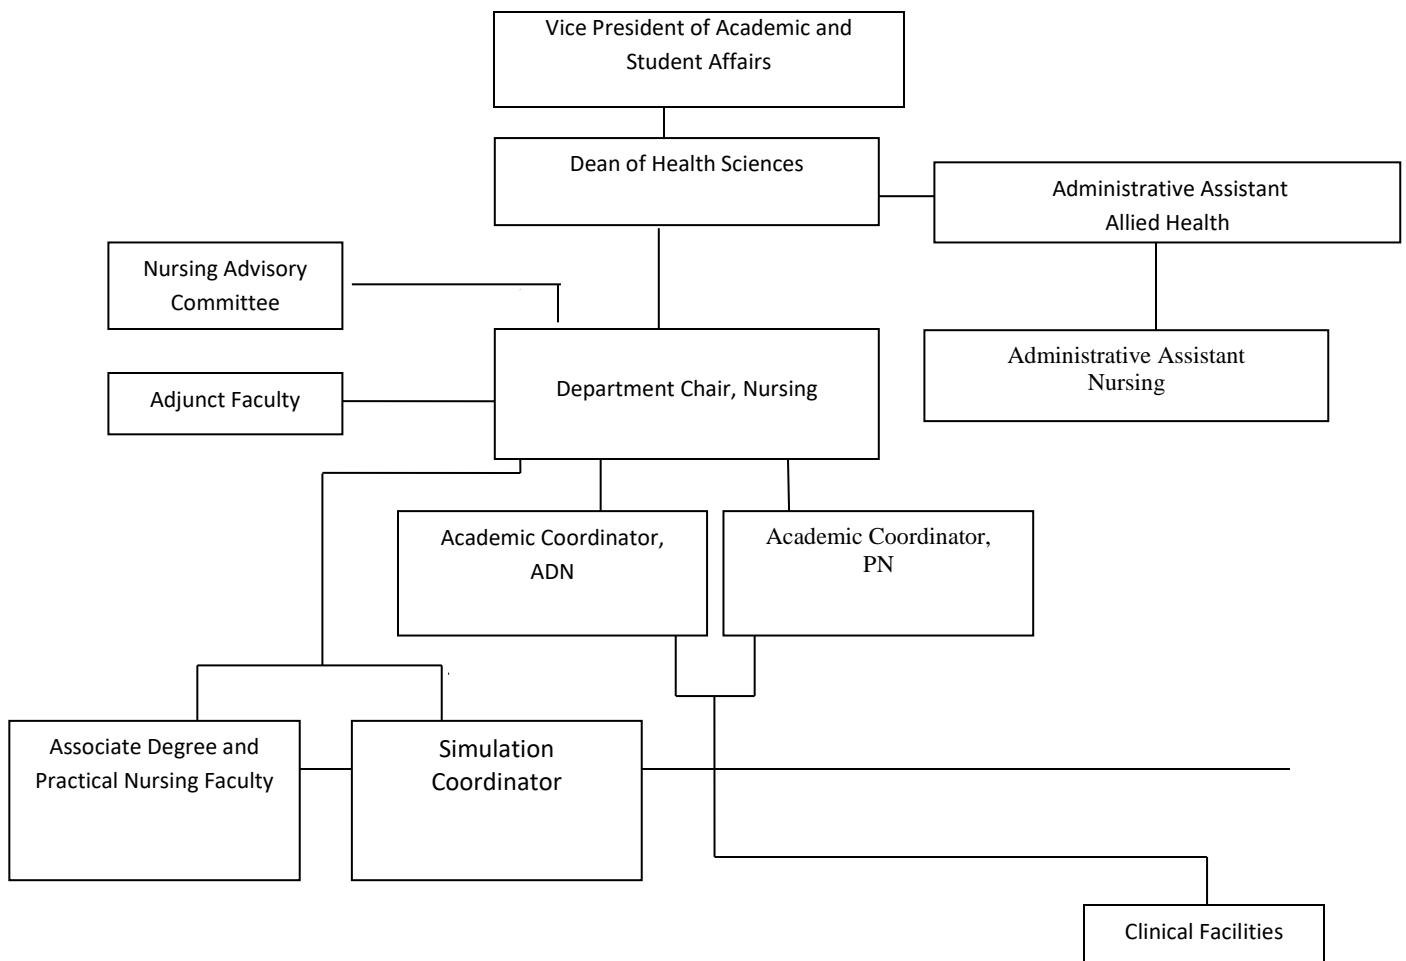 Vice President of Academic and
Student Affairs
Dean of Health Sciences
Administrative Assistant
Allied Health
Nursing Advisory
Committee
Administrative Assistant
Nursing
Department Chair, Nursing
Adjunct Faculty
Academic Coordinator,
ADN
Academic Coordinator,
PN
Associate Degree and
Practical Nursing Faculty
Simulation
Coordinator
Clinical Facilities